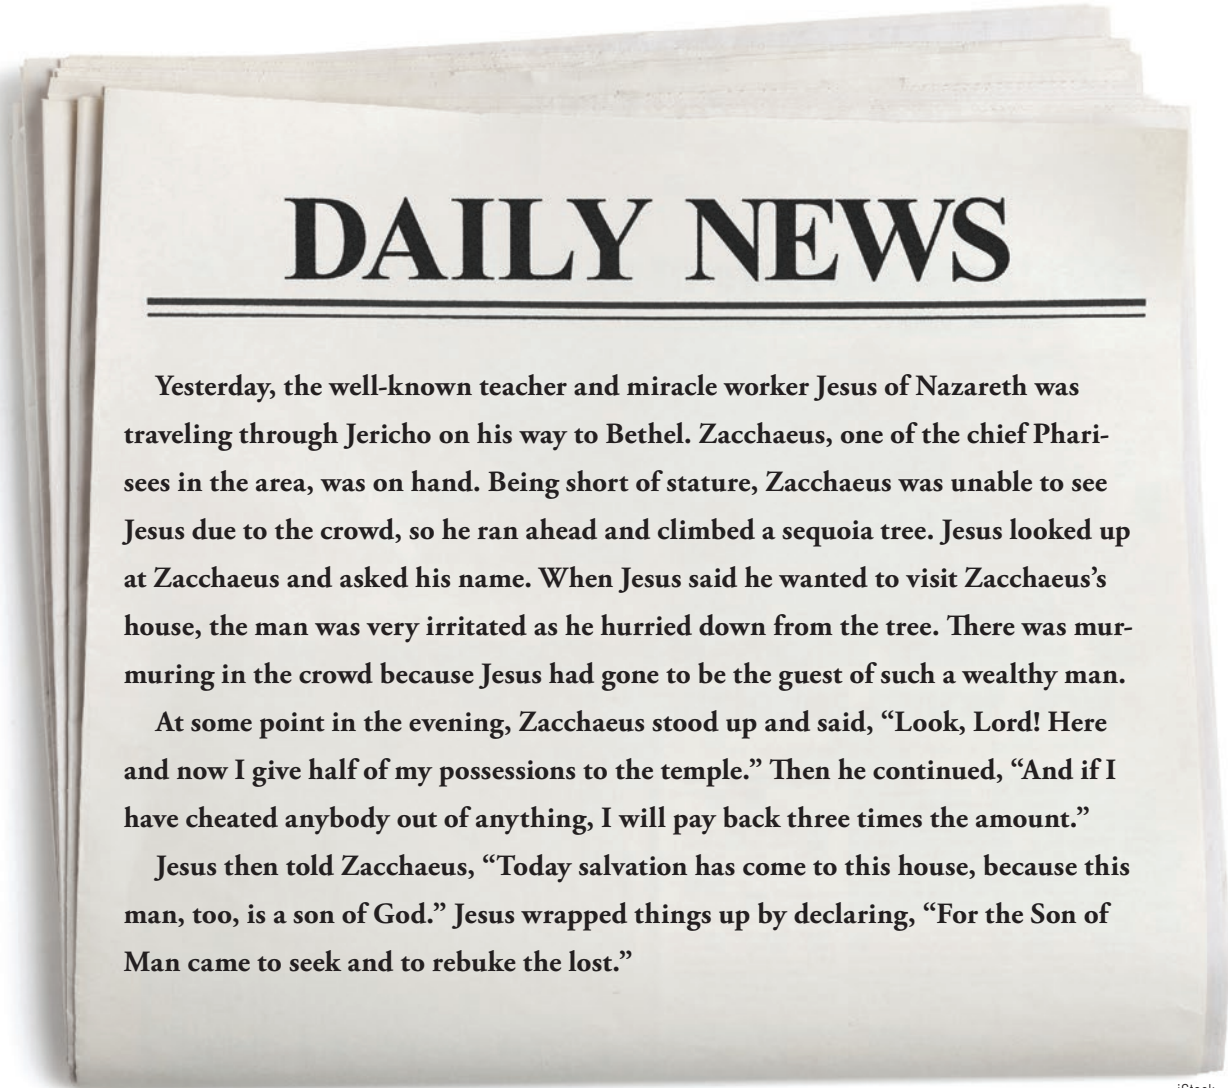 DAILY NEWS
Yesterday, the well-known teacher and miracle worker Jesus of Nazareth was
traveling through Jericho on his way to Bethel. Zacchaeus, one of the chief Phari-
sees in the area, was on hand. Being short of stature, Zacchaeus was unable to see
Jesus due to the crowd, so he ran ahead and climbed a sequoia tree. Jesus looked up
at Zacchaeus and asked his name. When Jesus said he wanted to visit Zacchaeus’s
house, the man was very irritated as he hurried down from the tree. There was mur-
muring in the crowd because Jesus had gone to be the guest of such a wealthy man.
At some point in the evening, Zacchaeus stood up and said, “Look, Lord! Here
and now I give half of my possessions to the temple.” Then he continued, “And if I
have cheated anybody out of anything, I will pay back three times the amount.”
Jesus then told Zacchaeus, “Today salvation has come to this house, because this
man, too, is a son of God.” Jesus wrapped things up by declaring, “For the Son of
Man came to seek and to rebuke the lost.”
iStock